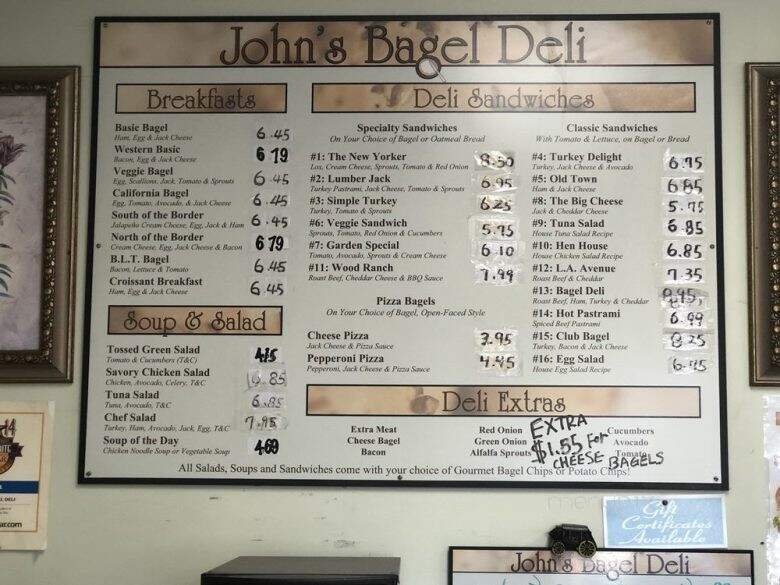 John's Bagel Deli
Breakfasts
Basic Bagel 6.45
Ham, Egg & Jack Cheese
Western Basic 6 79
Bacon, Egg & Jack Cheese
Veggie Bagel 6.45
Egg, Scallions, Jack, Tomato & Sprouts
California Bagel 6.45
Egg, Tomato, Avocado, & Jack Cheese
South of the Border 6.45
Jalapeño Cream Cheese, Egg, Jack & Ham
North of the Border 6 79
Cream Cheese, Egg, Jack Cheese & Bacon
B.L.T. Bagel 6.45
Bacon, Lettuce & Tomato
Croissant Breakfast 6.45
Ham, Egg & Jack Cheese
Soup & Salad
Tossed Green Salad
Tomato & Cucumbers (T&C)
Savory Chicken Salad
Chicken, Avocado, Celery, T&C
Tuna Salad 6.85
Tuna, Avocado, T&C
Chef Salad 7.95
Turkey, Ham, Avocado, Jack, Egg, T&C
Soup of the Day
Chicken Noodle Soup or Vegetable Soup
Deli Sandwiches
Specialty Sandwiches
On Your Choice of Bagel or Oatmeal Bread
#1: The New Yorker 8.50
Lox, Cream Cheese, Sprouts, Tomato & Red Onion
#2: Lumber Jack 6.95
Turkey Pastrami, Jack Cheese, Tomato & Sprouts
#3: Simple Turkey 6.25
Turkey, Tomato & Sprouts
#6: Veggie Sandwich 5.75
Sprouts, Tomato, Red Onion & Cucumbers
#7: Garden Special 6.10
Tomato, Avocado, Sprouts & Cream Cheese
#11: Wood Ranch 7.99
Roast Beef, Cheddar Cheese & BBQ Sauce
Pizza Bagels
On Your Choice of Bagel, Open-Faced Style
Cheese Pizza 3.95
Jack Cheese & Pizza Sauce
Pepperoni Pizza 4.45
Pepperoni, Jack Cheese & Pizza Sauce
Classic Sandwiches
With Tomato & Lettuce, on Bagel or Bread
#4: Turkey Delight
Turkey, Jack Cheese & Avocado
#5: Old Town 6.85
Ham & Jack Cheese
#8: The Big Cheese 5.75
Jack & Cheddar Cheese
#9: Tuna Salad 6.85
House Tuna Salad Recipe
#10: Hen House 6.85
House Chicken Salad Recipe
#12: L.A. Avenue 7.35
Roast Beef & Cheddar
#13: Bagel Deli
Roast Beef, Ham, Turkey & Cheddar
#14: Hot Pastrami 6.99
Spiced Beef Pastrami
#15: Club Bagel 8.25
Turkey, Bacon & Jack Cheese
#16: Egg Salad
House Egg Salad Recipe
Deli Extras
Extra Meat Red Onion Cucumbers
Cheese Bagel Green Onion Avocado
Bacon Alfalfa Sprouts Tomato
EXTRA
$1.55 For
CHEESE BAGELS
All Salads, Soups and Sandwiches come with your choice of Gourmet Bagel Chips or Potato Chips!
Gift
Certificates
Available
John's Bagel Deli